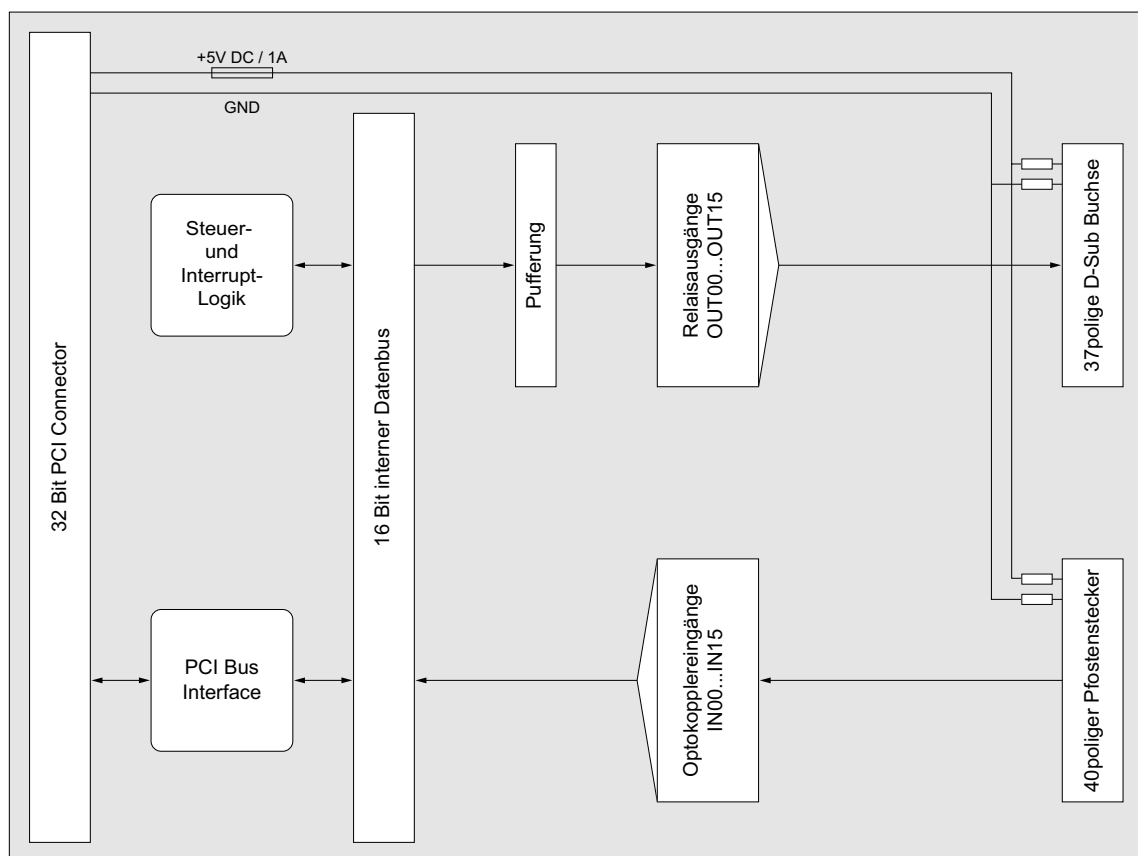 +5V DC / 1A
GND
32 Bit PCI Connector
Steuer-
und
Interrupt-
Logik
PCI Bus
Interface
16 Bit interner Datenbus
Pufferung
Relaisausgänge
OUT00...OUT15
Optokopplereingänge
IN00...IN15
37polige D-Sub Buchse
40poliger Pfostenstecker